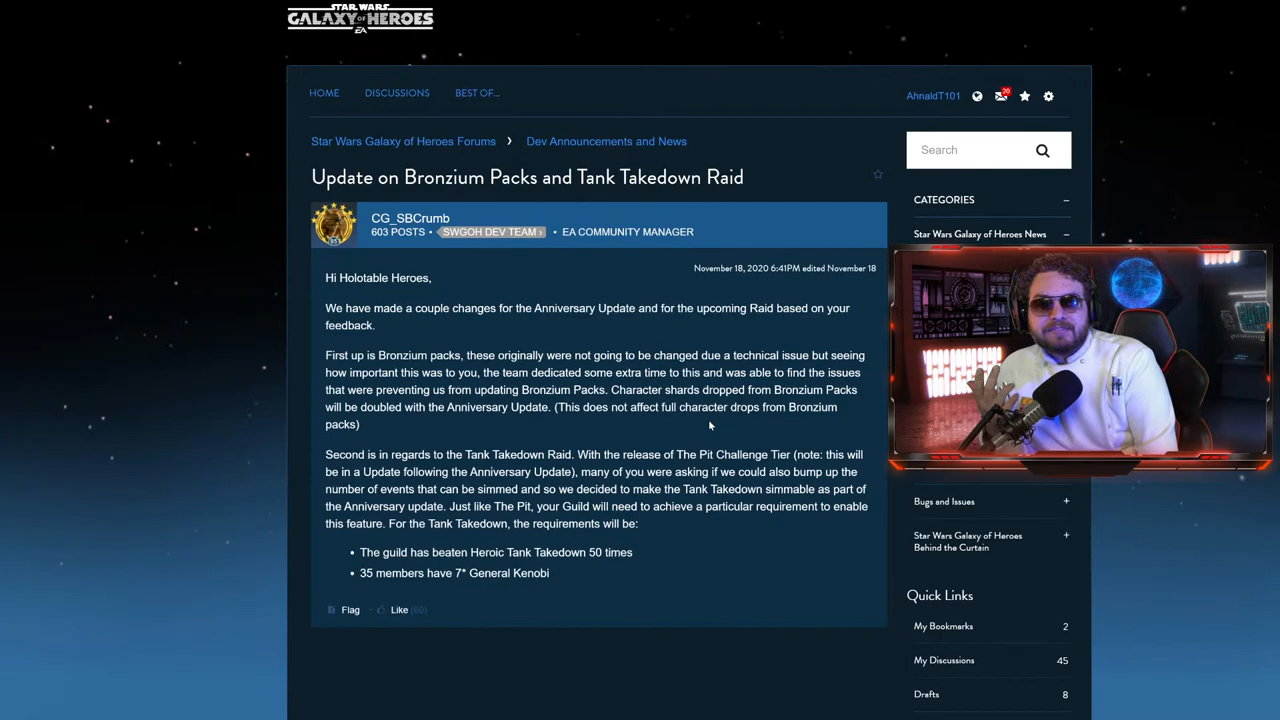 STAR WARS
GALAXY OF HEROES
EA
HOME DISCUSSIONS BEST OF...
AhnaldT101 20
Star Wars Galaxy of Heroes Forums › Dev Announcements and News
Search
Update on Bronzium Packs and Tank Takedown Raid
CATEGORIES –
Star Wars Galaxy of Heroes News –
85
CG_SBCrumb
603 POSTS • SWGOH DEV TEAM › • EA COMMUNITY MANAGER
November 18, 2020 6:41PM edited November 18
Hi Holotable Heroes,
We have made a couple changes for the Anniversary Update and for the upcoming Raid based on your
feedback.
First up is Bronzium packs, these originally were not going to be changed due a technical issue but seeing
how important this was to you, the team dedicated some extra time to this and was able to find the issues
that were preventing us from updating Bronzium Packs. Character shards dropped from Bronzium Packs
will be doubled with the Anniversary Update. (This does not affect full character drops from Bronzium
packs)
Second is in regards to the Tank Takedown Raid. With the release of The Pit Challenge Tier (note: this will
be in a Update following the Anniversary Update), many of you were asking if we could also bump up the
number of events that can be simmed and so we decided to make the Tank Takedown simmable as part of
the Anniversary update. Just like The Pit, your Guild will need to achieve a particular requirement to enable
this feature. For the Tank Takedown, the requirements will be:
• The guild has beaten Heroic Tank Takedown 50 times
• 35 members have 7* General Kenobi
Flag - Like (80)
Bugs and Issues +
Star Wars Galaxy of Heroes +
Behind the Curtain
Quick Links
My Bookmarks 2
My Discussions 45
Drafts 8